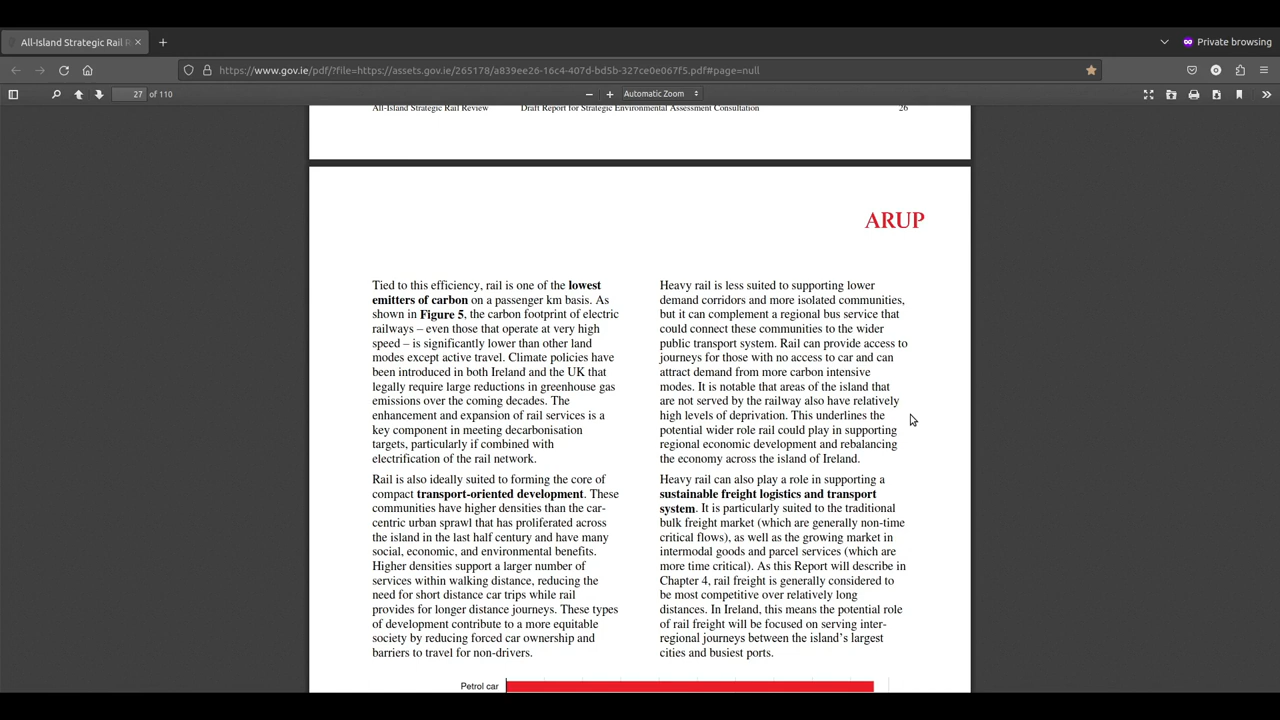 All-Island Strategic Rail R
Private browsing
https://www.gov.ie/pdf/?file=https://assets.gov.ie/265178/a839ee26-16c4-407d-bd5b-327ce0e067f5.pdf#page=null
27 of 110
Automatic Zoom
All-Island Strategic Rail Review Draft Report for Strategic Environmental Assessment Consultation 26
ARUP
Tied to this efficiency, rail is one of the lowest
emitters of carbon on a passenger km basis. As
shown in Figure 5, the carbon footprint of electric
railways – even those that operate at very high
speed – is significantly lower than other land
modes except active travel. Climate policies have
been introduced in both Ireland and the UK that
legally require large reductions in greenhouse gas
emissions over the coming decades. The
enhancement and expansion of rail services is a
key component in meeting decarbonisation
targets, particularly if combined with
electrification of the rail network.
Rail is also ideally suited to forming the core of
compact transport-oriented development. These
communities have higher densities than the car-
centric urban sprawl that has proliferated across
the island in the last half century and have many
social, economic, and environmental benefits.
Higher densities support a larger number of
services within walking distance, reducing the
need for short distance car trips while rail
provides for longer distance journeys. These types
of development contribute to a more equitable
society by reducing forced car ownership and
barriers to travel for non-drivers.
Heavy rail is less suited to supporting lower
demand corridors and more isolated communities,
but it can complement a regional bus service that
could connect these communities to the wider
public transport system. Rail can provide access to
journeys for those with no access to car and can
attract demand from more carbon intensive
modes. It is notable that areas of the island that
are not served by the railway also have relatively
high levels of deprivation. This underlines the
potential wider role rail could play in supporting
regional economic development and rebalancing
the economy across the island of Ireland.
Heavy rail can also play a role in supporting a
sustainable freight logistics and transport
system. It is particularly suited to the traditional
bulk freight market (which are generally non-time
critical flows), as well as the growing market in
intermodal goods and parcel services (which are
more time critical). As this Report will describe in
Chapter 4, rail freight is generally considered to
be most competitive over relatively long
distances. In Ireland, this means the potential role
of rail freight will be focused on serving inter-
regional journeys between the island's largest
cities and busiest ports.
Petrol car